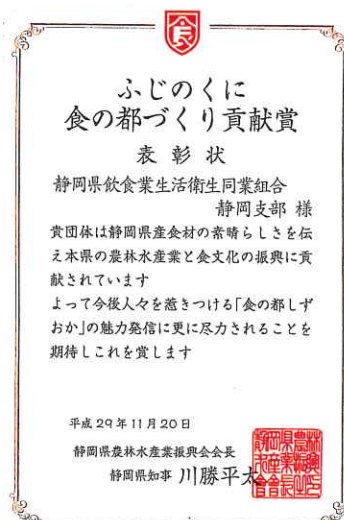 ふじのくに
食の都づくり貢献賞
表彰状
静岡県飲食業生活衛生同業組合
静岡支部 様
貴団体は静岡県産食材の素晴らしさを伝
え本県の農林水産業と食文化の振興に貢
献されています
よって今後人々を惹きつける「食の都しず
おか」の魅力発信に更に尽力されることを
期待しこれを賞します
平成29年11月20日
静岡県農林水産業振興会会長
静岡県知事 川勝平太